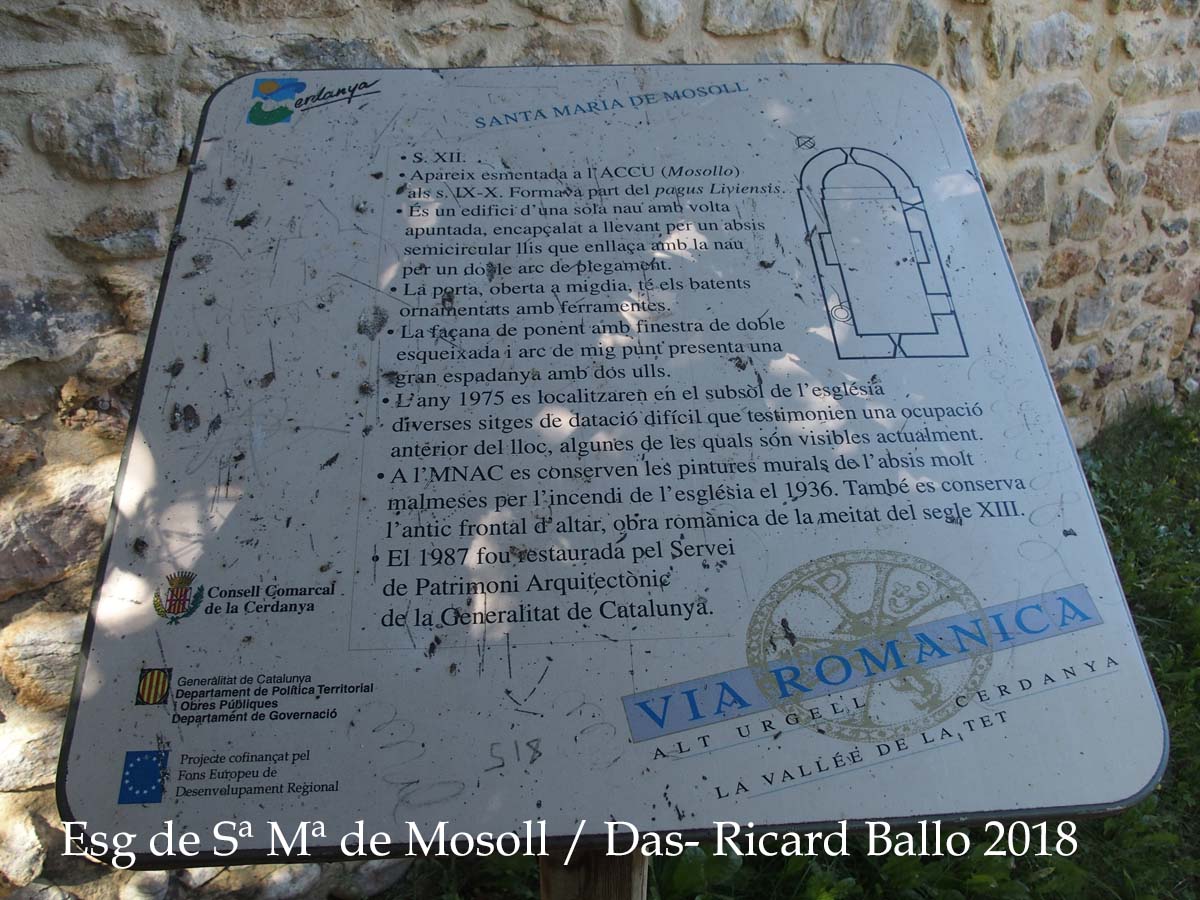 Cerdanya
SANTA MARIA DE MOSOLL
• S. XII.
• Apareix esmentada a l'ACCU (Mosollo)
als s. IX-X. Formava part del pagus Liviensis.
• És un edifici d'una sola nau amb volta
apuntada, encapçalat a llevant per un absis
semicircular llis que enllaça amb la nau
per un doble arc de plegament.
• La porta, oberta a migdia, té els batents
ornamentats amb ferramentes.
• La façana de ponent amb finestra de doble
esqueixada i arc de mig punt presenta una
gran espadanya amb dos ulls.
• L'any 1975 es localitzaren en el subsòl de l'església
diverses sitges de datació difícil que testimonien una ocupació
anterior del lloc, algunes de les quals són visibles actualment.
• A l'MNAC es conserven les pintures murals de l'absis molt
malmeses per l'incendi de l'església el 1936. També es conserva
l'antic frontal d'altar, obra romànica de la meitat del segle XIII.
• El 1987 fou restaurada pel Servei
de Patrimoni Arquitectònic
de la Generalitat de Catalunya.
Consell Comarcal
de la Cerdanya
Generalitat de Catalunya
Departament de Política Territorial
i Obres Públiques
Departament de Governació
Projecte cofinançat pel
Fons Europeu de
Desenvolupament Regional
VIA ROMANICA
ALT URGELL CERDANYA
LA VALLÉE DE LA TET
518
Esg de Sª Mª de Mosoll / Das- Ricard Ballo 2018